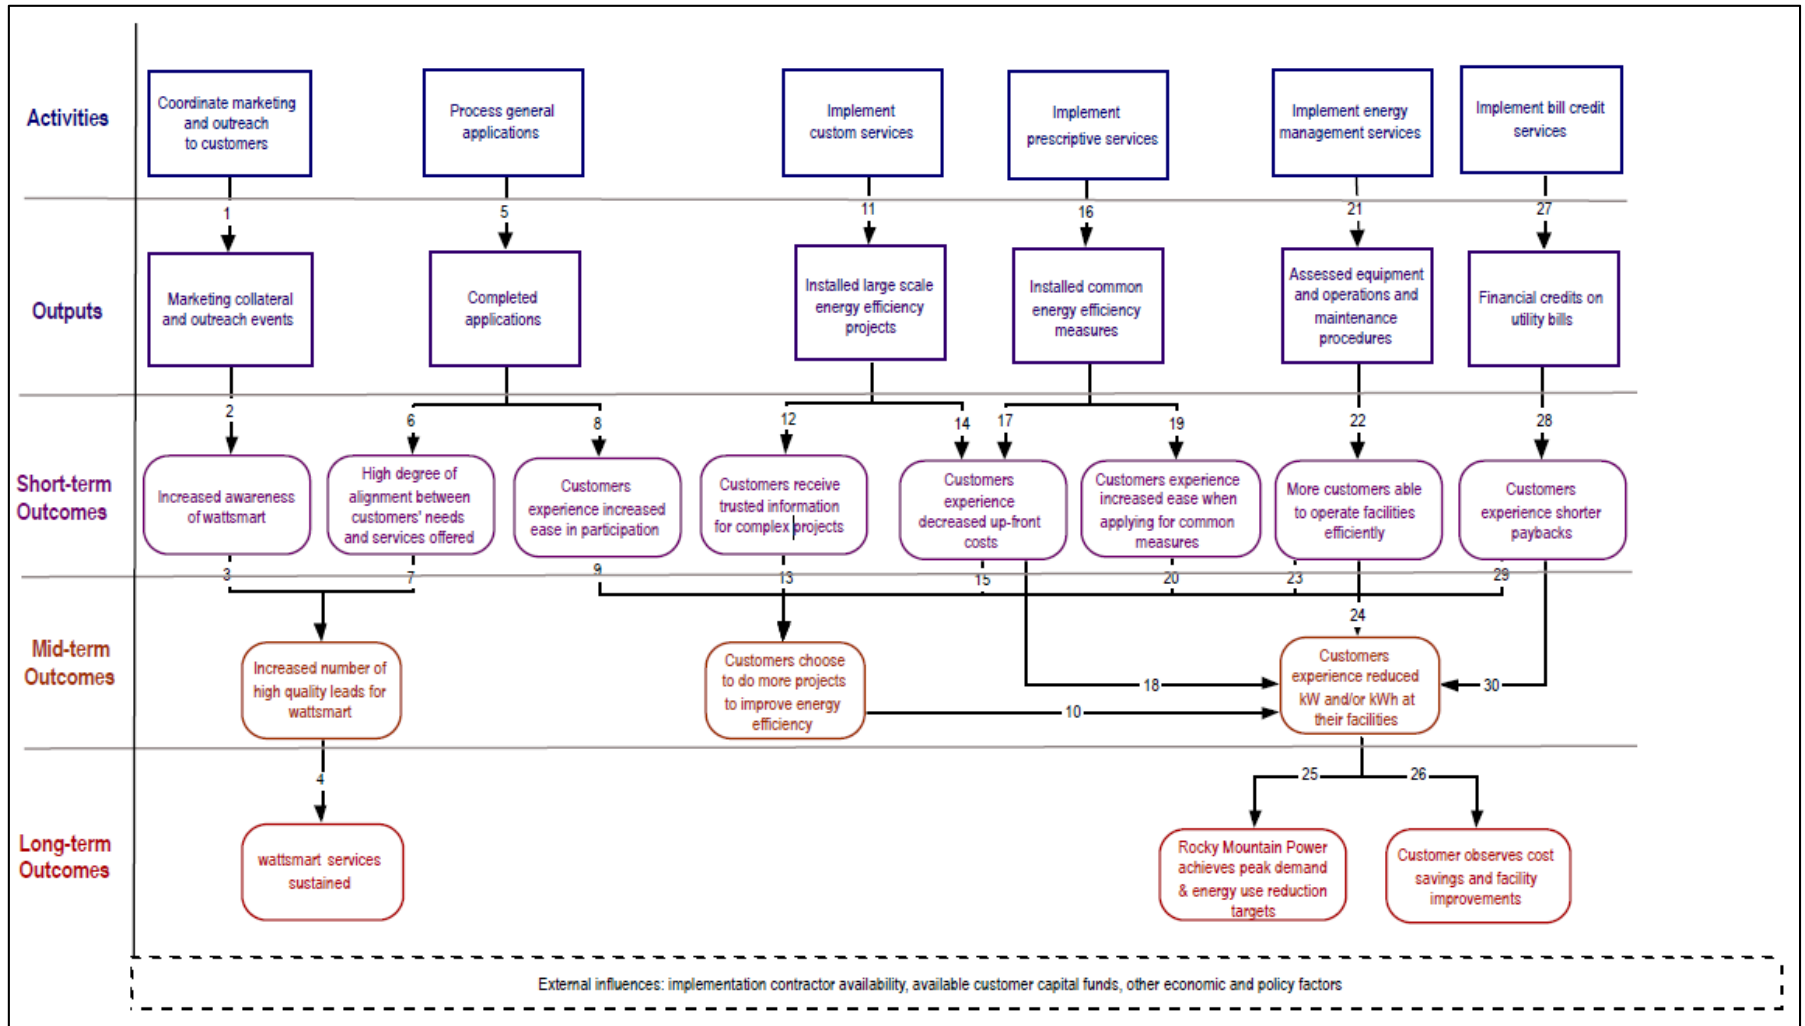 Activities
Coordinate marketing
and outreach
to customers
Process general
applications
Implement
custom services
Implement
prescriptive services
Implement energy
management services
Implement bill credit
services
1
5
11
16
21
27
Outputs
Marketing collateral
and outreach events
Completed
applications
Installed large scale
energy efficiency
projects
Installed common
energy efficiency
measures
Assessed equipment
and operations and
maintenance
procedures
Financial credits on
utility bills
2
6
8
12
14
17
19
22
28
Short-term
Outcomes
Increased awareness
of wattsmart
High degree of
alignment between
customers' needs
and services offered
Customers
experience increased
ease in participation
Customers receive
trusted information
for complex projects
Customers
experience
decreased up-front
costs
Customers experience
increased ease when
applying for common
measures
More customers able
to operate facilities
efficiently
Customers
experience shorter
paybacks
3
7
9
13
15
20
23
29
24
Mid-term
Outcomes
Increased number of
high quality leads for
wattsmart
Customers choose
to do more projects
to improve energy
efficiency
Customers
experience reduced
kW and/or kWh at
their facilities
18
30
10
4
25
26
Long-term
Outcomes
wattsmart services
sustained
Rocky Mountain Power
achieves peak demand
& energy use reduction
targets
Customer observes cost
savings and facility
improvements
External influences: implementation contractor availability, available customer capital funds, other economic and policy factors